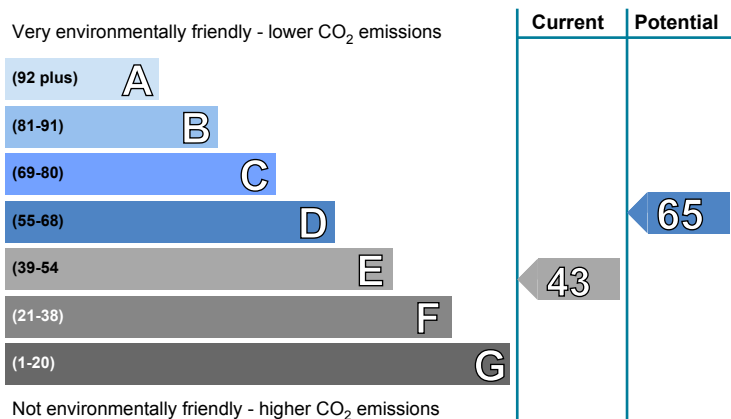 Very environmentally friendly - lower CO₂ emissions
Current
Potential
(92 plus) A
(81-91) B
(69-80) C
(55-68) D
65
(39-54 E
43
(21-38) F
(1-20) G
Not environmentally friendly - higher CO₂ emissions